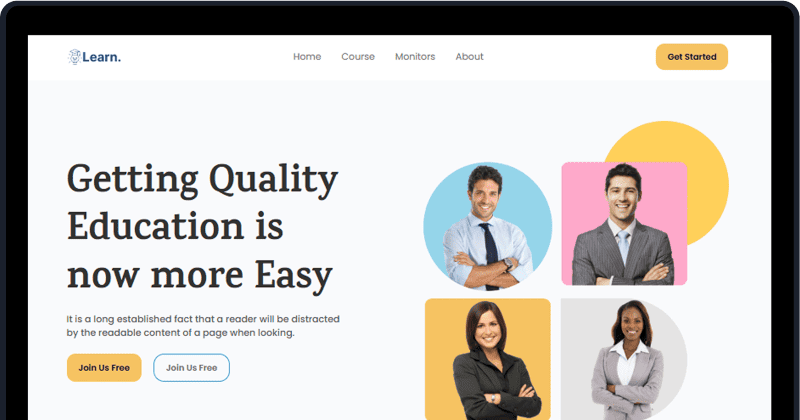 Learn.
Home Course Monitors About
Get Started
Getting Quality
Education is
now more Easy
It is a long established fact that a reader will be distracted
by the readable content of a page when looking.
Join Us Free Join Us Free